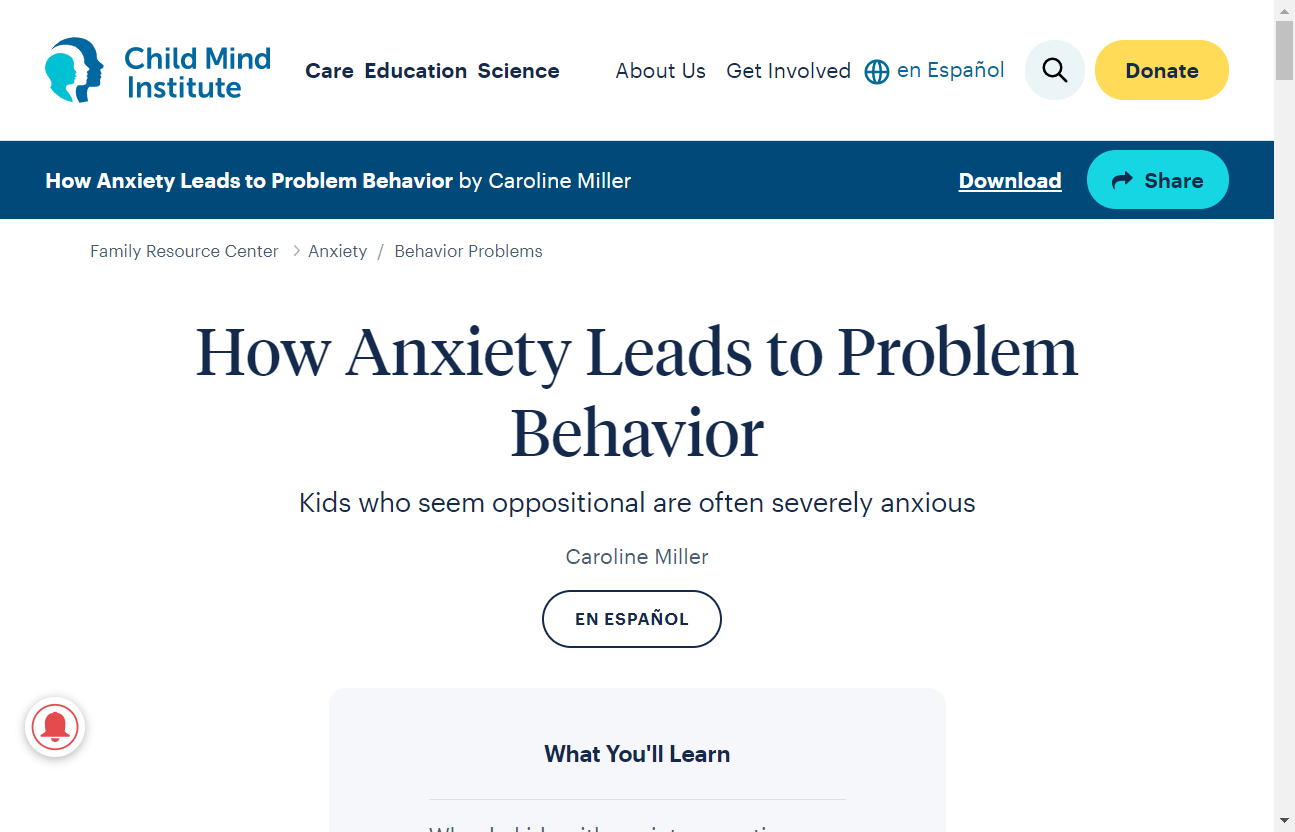 Child Mind
Institute
Care Education Science
About Us Get Involved en Español
Donate
How Anxiety Leads to Problem Behavior by Caroline Miller
Download
Share
Family Resource Center > Anxiety / Behavior Problems
How Anxiety Leads to Problem
Behavior
Kids who seem oppositional are often severely anxious
Caroline Miller
EN ESPAÑOL
What You'll Learn